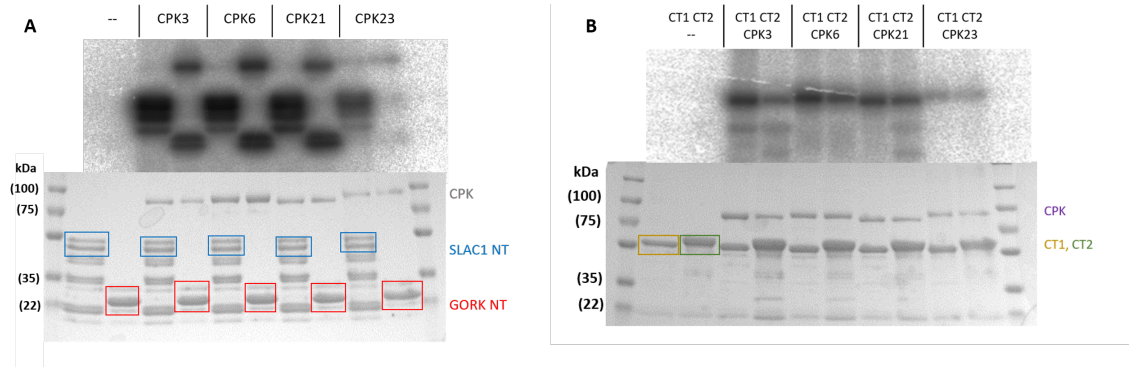 A
-- CPK3 CPK6 CPK21 CPK23
kDa
(100)
(75)
(35)
(22)
CPK
SLAC1 NT
GORK NT
B
CT1 CT2 CT1 CT2 CT1 CT2 CT1 CT2 CT1 CT2
-- CPK3 CPK6 CPK21 CPK23
kDa
(100)
(75)
(35)
(22)
CPK
CT1, CT2